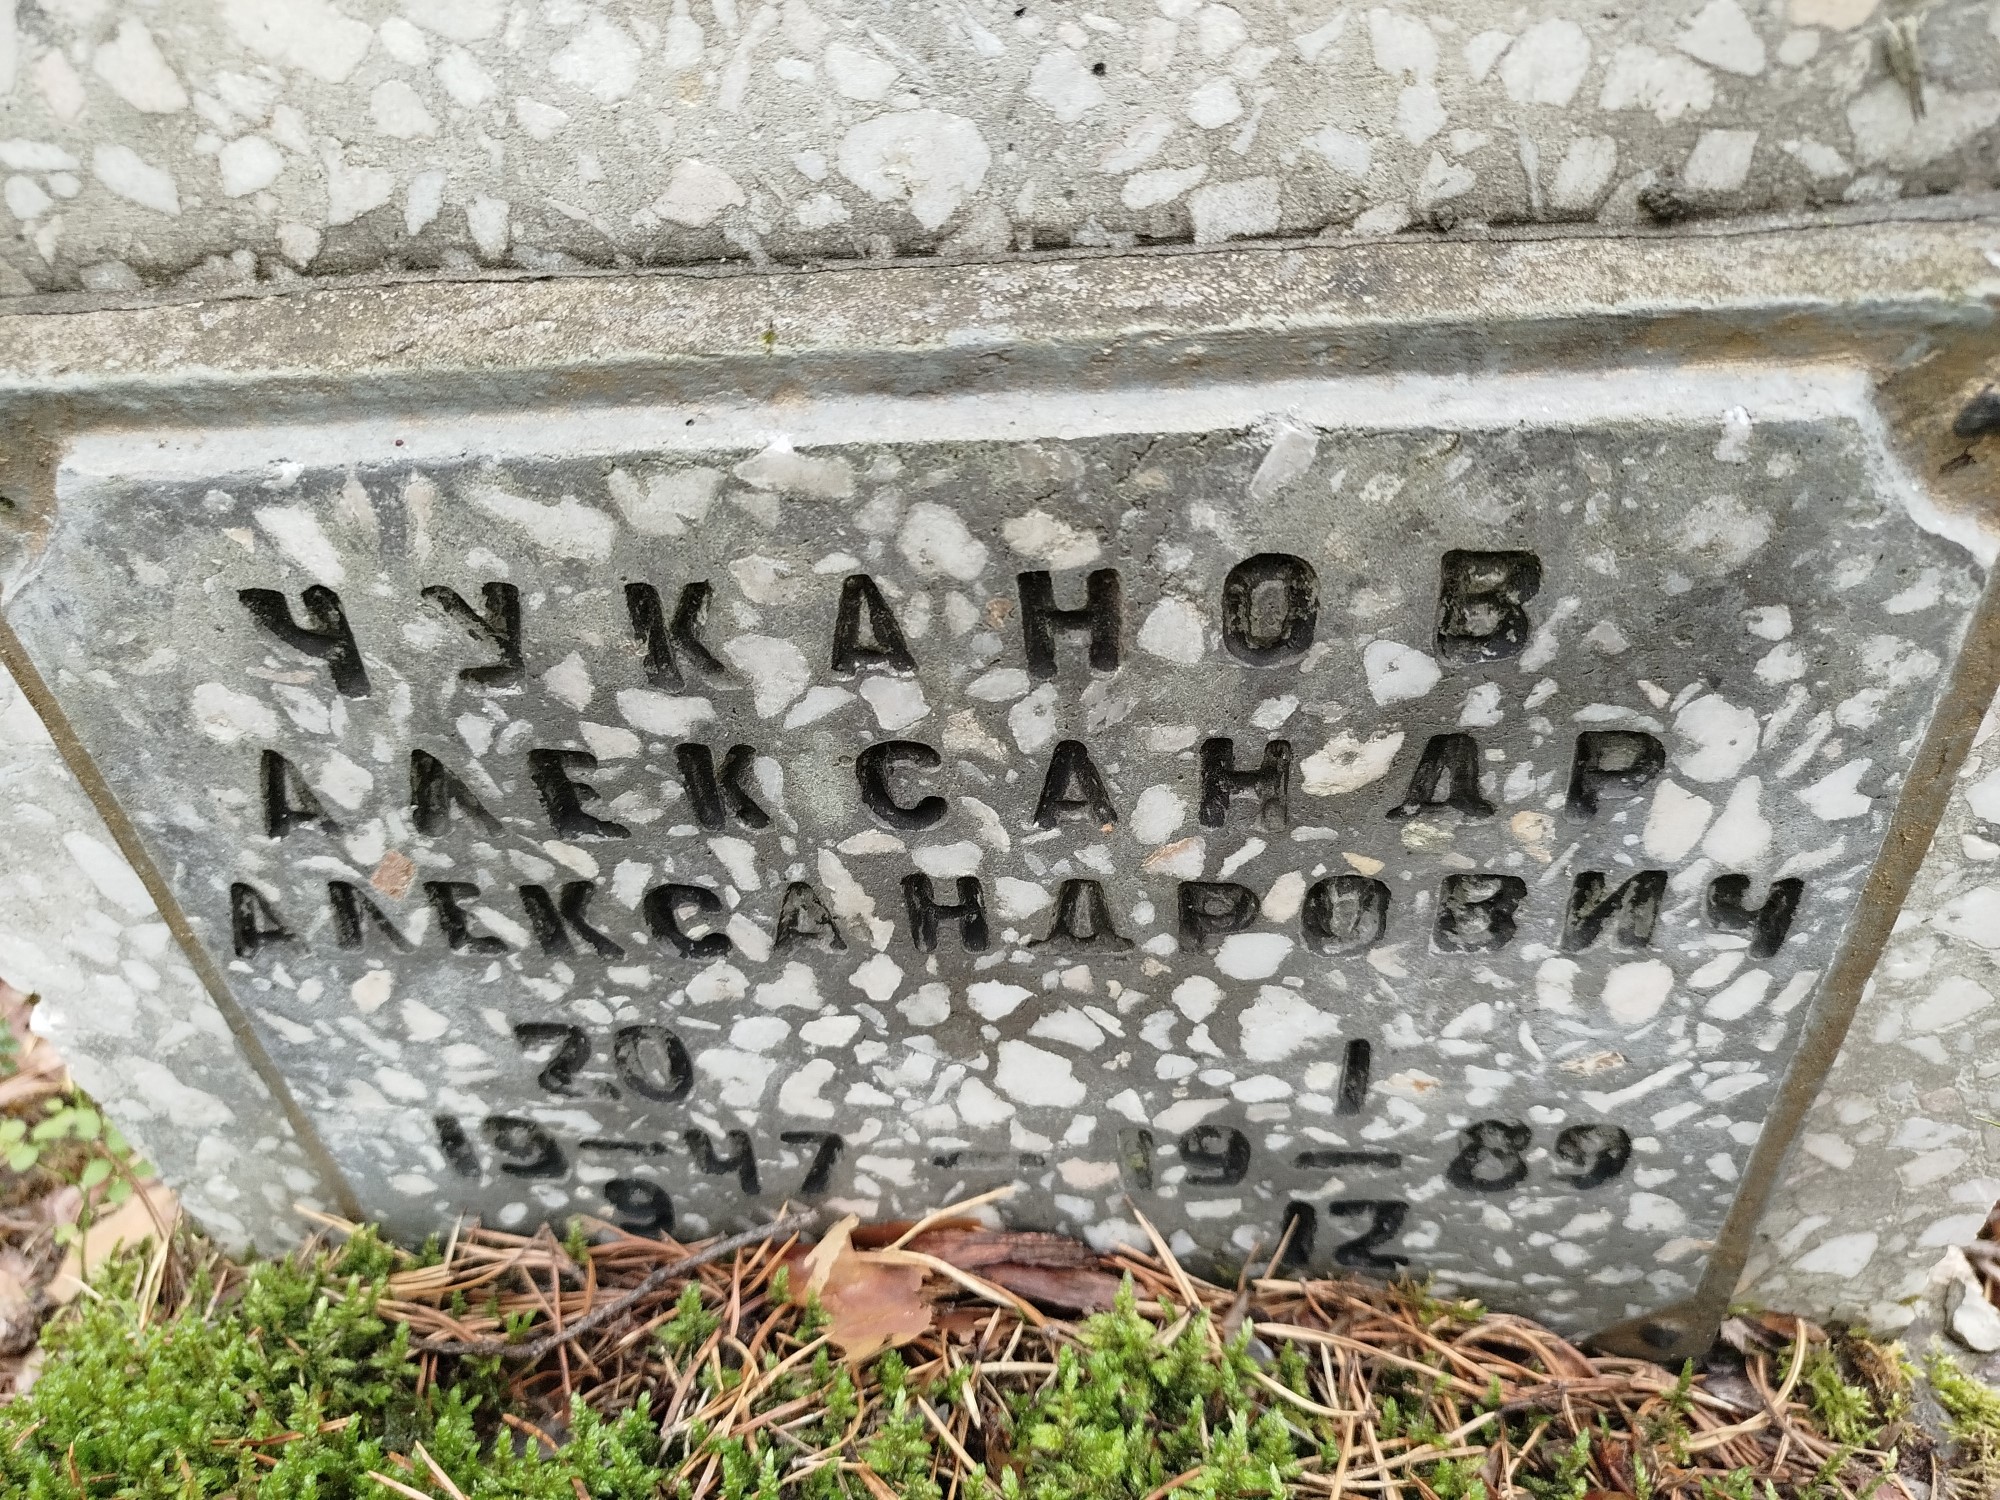 ЧУКАНОВ
АЛЕКСАНДР
АЛЕКСАНДРОВИЧ
20 1
19—47 — 19—89
9 12